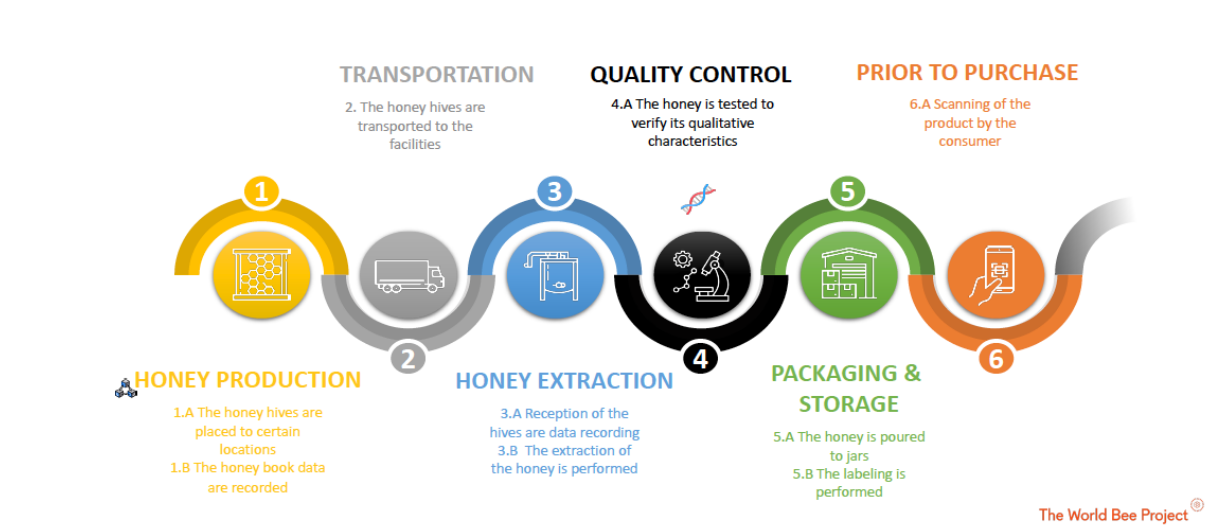 TRANSPORTATION
2. The honey hives are
transported to the
facilities
QUALITY CONTROL
4.A The honey is tested to
verify its qualitative
characteristics
PRIOR TO PURCHASE
6.A Scanning of the
product by the
consumer
1
3
5
2
4
6
HONEY PRODUCTION
1.A The honey hives are
placed to certain
locations
1.B The honey book data
are recorded
HONEY EXTRACTION
3.A Reception of the
hives are data recording
3.B The extraction of
the honey is performed
PACKAGING &
STORAGE
5.A The honey is poured
to jars
5.B The labeling is
performed
The World Bee Project